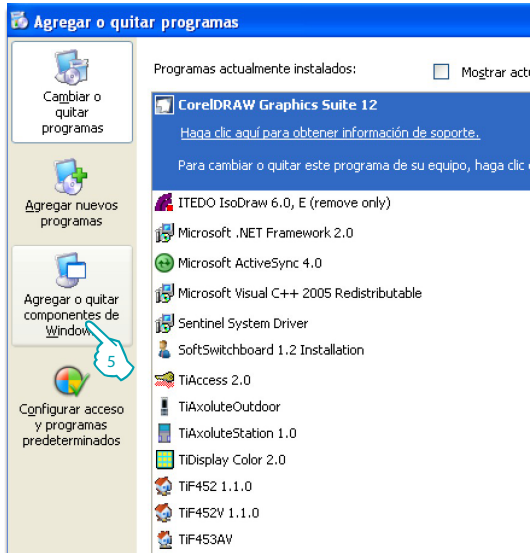 Agregar o quitar programas
Cambiar o
quitar
programas
Agregar nuevos
programas
Agregar o quitar
componentes de
5
Configurar acceso
y programas
predeterminados
Programas actualmente instalados:
Mostrar
CorelDRAW Graphics Suite 12
Haga clic aquí para obtener información de soporte.
Para cambiar o quitar este programa de su equipo, haga clic
ITEDO IsoDraw 6.0, E (remove only)
Microsoft .NET Framework 2.0
Microsoft ActiveSync 4.0
Microsoft Visual C++ 2005 Redistributable
Sentinel System Driver
SoftSwitchboard 1.2 Installation
TiAccess 2.0
TiAxoluteOutdoor
TiAxoluteStation 1.0
TiDisplay Color 2.0
TiF452 1.1.0
TiF452V 1.1.0
TiF453AV